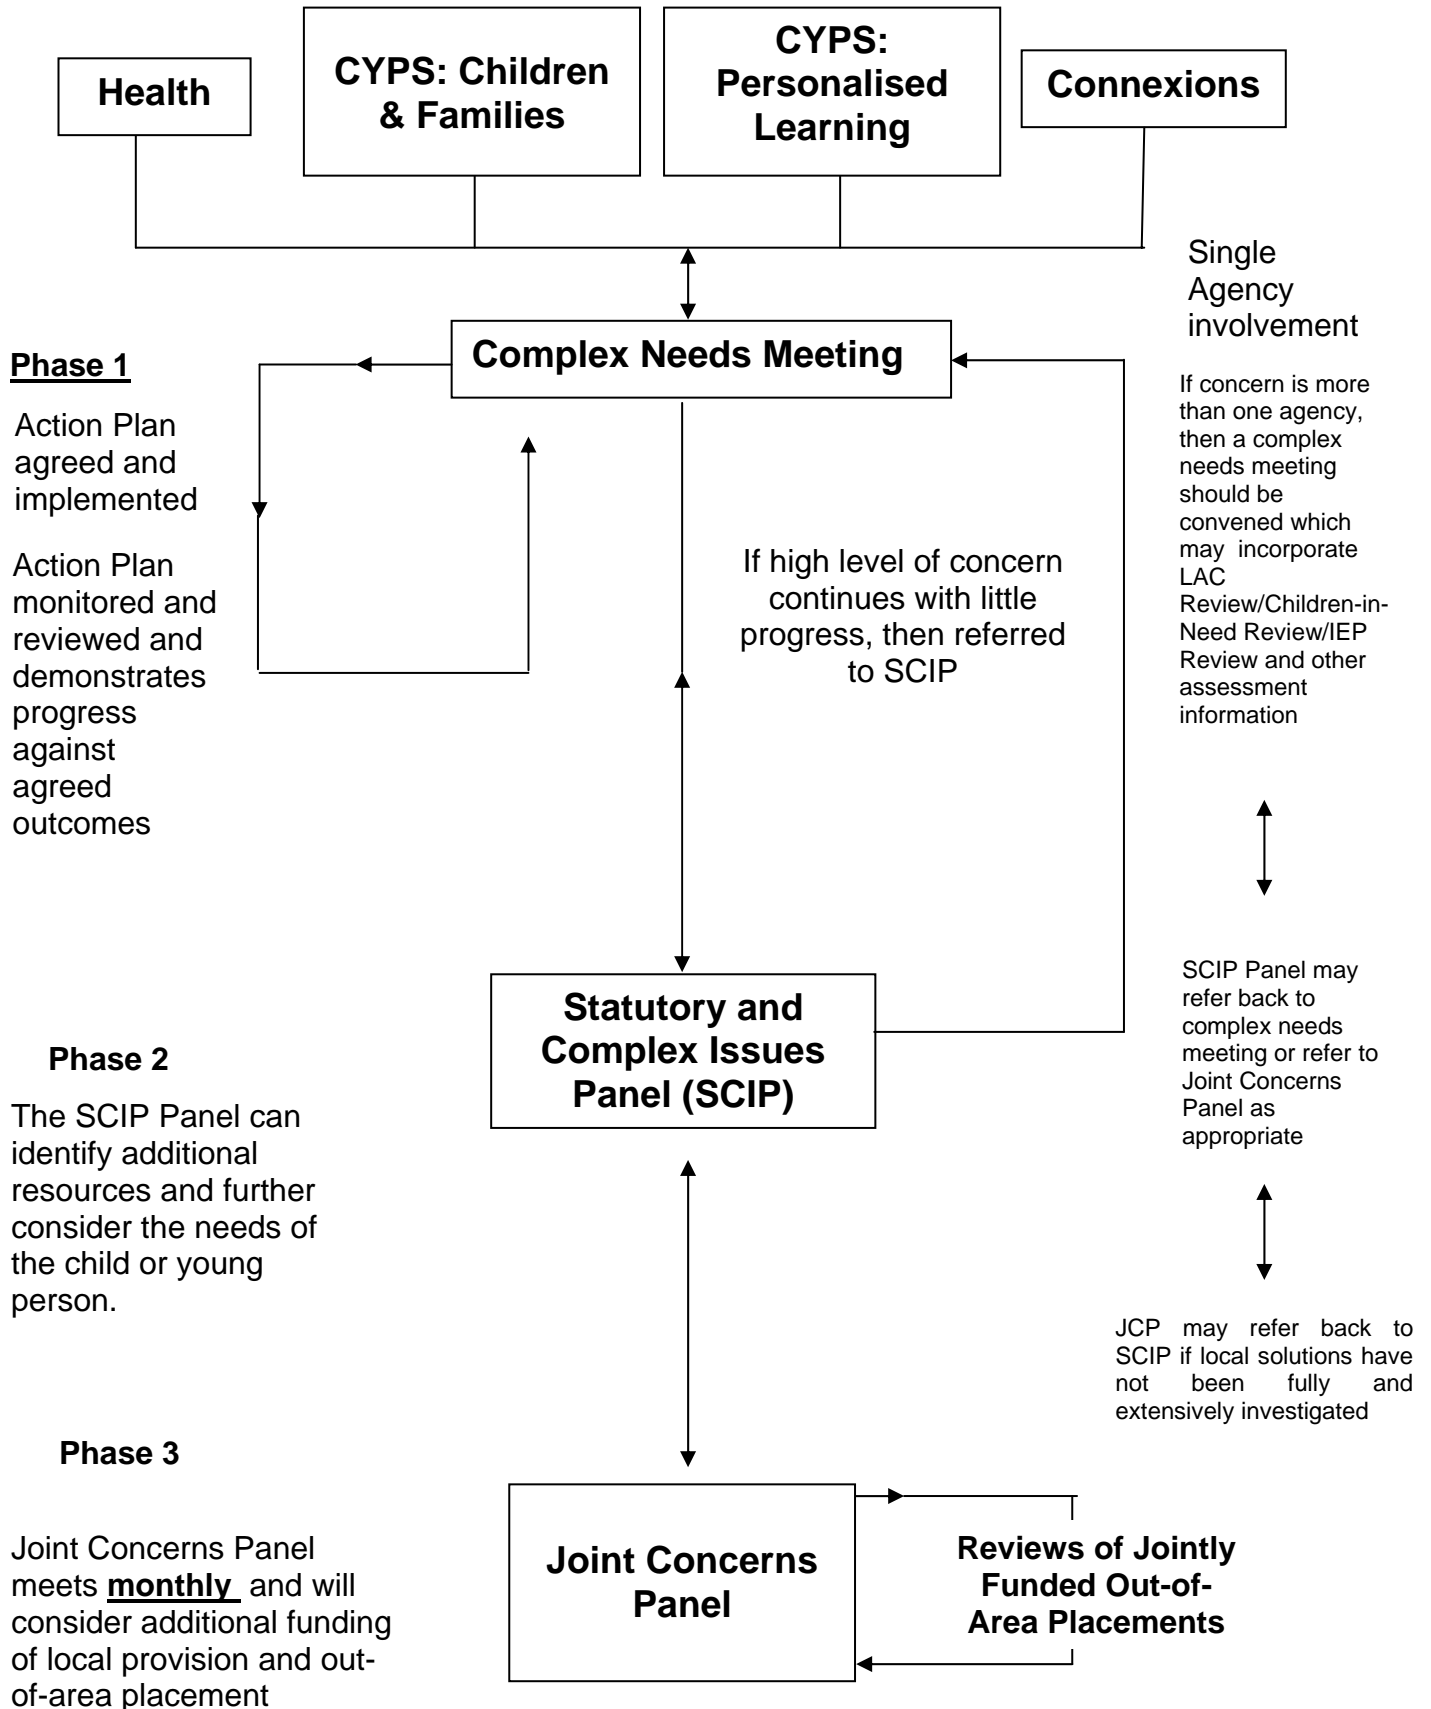 Health
CYPS: Children
& Families
CYPS:
Personalised
Learning
Connexions
Single
Agency
involvement
Complex Needs Meeting
Phase 1
Action Plan
agreed and
implemented
Action Plan
monitored and
reviewed and
demonstrates
progress
against
agreed
outcomes
If high level of concern
continues with little
progress, then referred
to SCIP
If concern is more
than one agency,
then a complex
needs meeting
should be
convened which
may incorporate
LAC
Review/Children-in-
Need Review/IEP
Review and other
assessment
information
Statutory and
Complex Issues
Panel (SCIP)
SCIP Panel may
refer back to
complex needs
meeting or refer to
Joint Concerns
Panel as
appropriate
Phase 2
The SCIP Panel can
identify additional
resources and further
consider the needs of
the child or young
person.
JCP may refer back to
SCIP if local solutions have
not been fully and
extensively investigated
Phase 3
Joint Concerns Panel
meets monthly and will
consider additional funding
of local provision and out-
of-area placement
Joint Concerns
Panel
Reviews of Jointly
Funded Out-of-
Area Placements